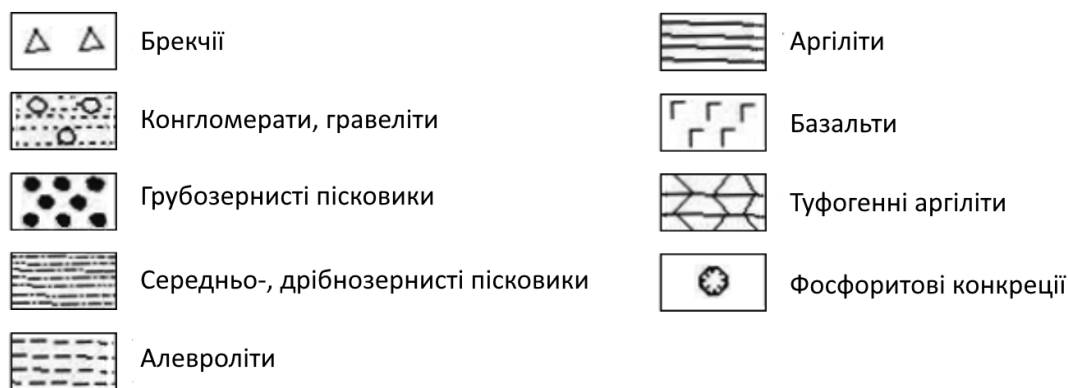 Брекчії
Конгломерати, гравеліти
Грубозернисті пісковики
Середньо-, дрібнозернисті пісковики
Алевроліти
Аргіліти
Базальти
Туфогенні аргіліти
Фосфоритові конкреції